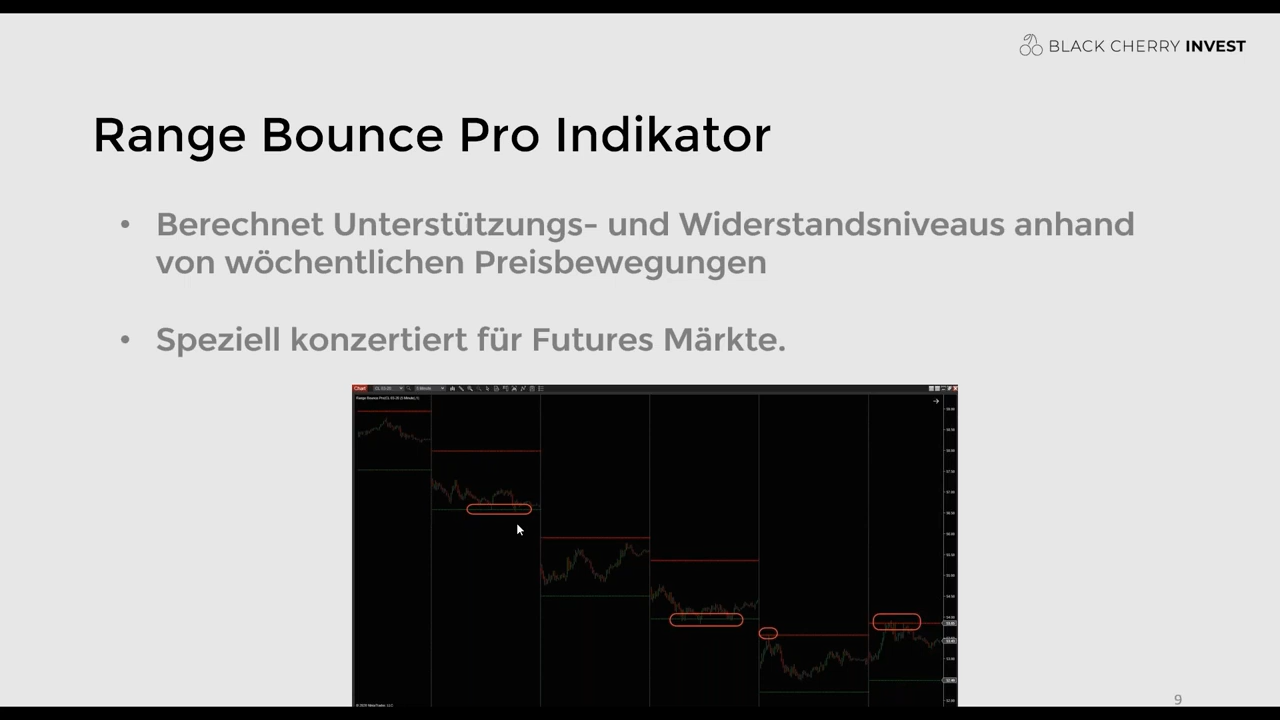 BLACK CHERRY INVEST
Range Bounce Pro Indikator
• Berechnet Unterstützungs- und Widerstandsniveaus anhand
von wöchentlichen Preisbewegungen
• Speziell konzertiert für Futures Märkte.
Chart
9